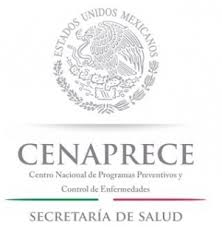 ESTADOS UNIDOS MEXICANOS
CENAPRECE
Centro Nacional de Programas Preventivos y
Control de Enfermedades
SECRETARÍA DE SALUD